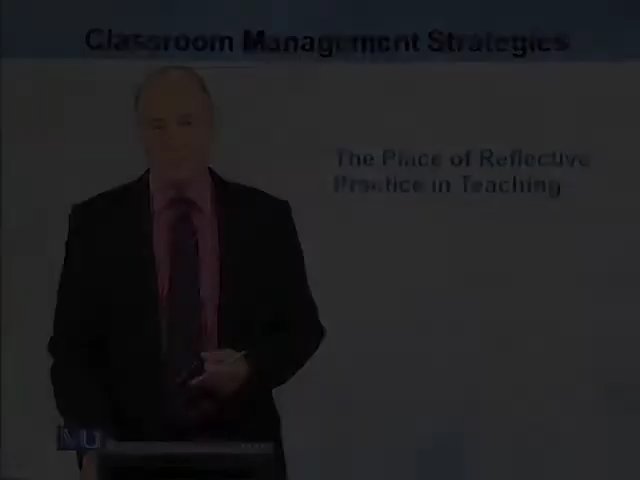 Classroom Management Strategies
The Place of Reflective
Practice in Teaching